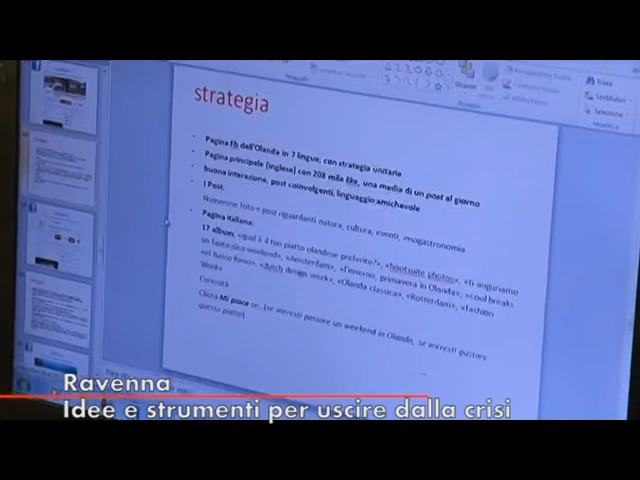 strategia
Pagina fb dell'Olanda in 7 lingue, con strategia unitaria
Pagina principale (inglese) con 208 mila like, una media di un post al giorno
buona interazione, post coinvolgenti, linguaggio amichevole
I Post:
Numerose foto e post riguardanti natura, cultura, eventi, enogastronomia
Pagina italiana:
17 album, «qual è il tuo piatto olandese preferito?», «hootsuite photos», «ti auguriamo
un fantastico weekend», «Amsterdam», «l'inverno, primavera in Olanda», «cool breaks
nel Basso Reno», «dutch design week», «Olanda classica», «Rotterdam», «fashion
Week»
Curiosità
Clicca Mi piace se...(se vorresti passare un weekend in Olanda, se vorresti gustare
questo piatto)
Ravenna
Idee e strumenti per uscire dalla crisi